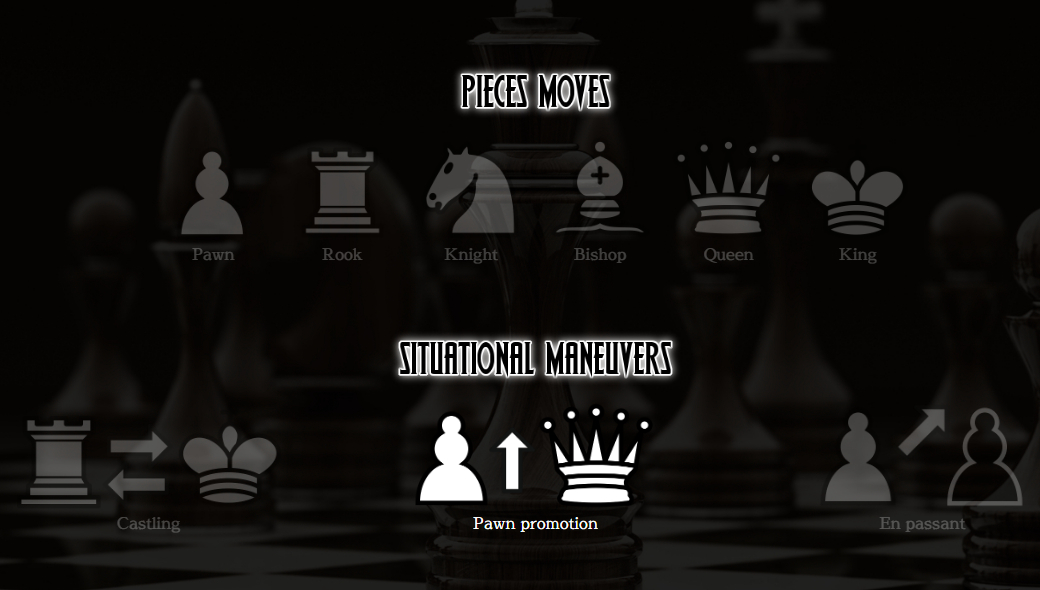 PIECES MOVES
Pawn Rook Knight Bishop Queen King
SITUATIONAL MANEUVERS
Castling Pawn promotion En passant